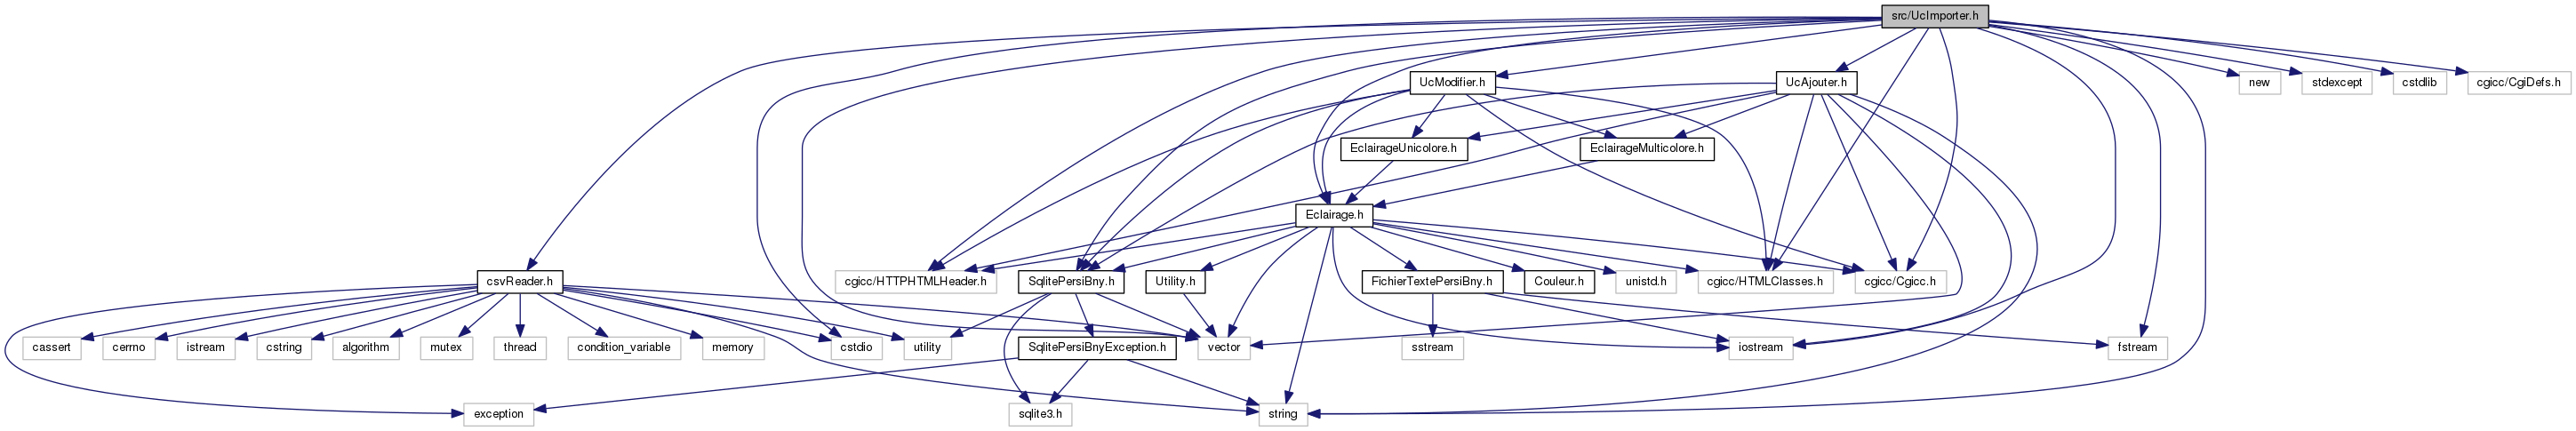 src/UcImporter.h
UcModifier.h
UcAjouter.h
new
stdexcept
cstdlib
cgicc/CgiDefs.h
EclairageUnicolore.h
EclairageMulticolore.h
Eclairage.h
csvReader.h
cgicc/HTTPHTMLHeader.h
SqlitePersiBny.h
Utility.h
FichierTextePersiBny.h
Couleur.h
unistd.h
cgicc/HTMLClasses.h
cgicc/Cgicc.h
cassert
cerrno
istream
cstring
algorithm
mutex
thread
condition_variable
memory
cstdio
utility
SqlitePersiBnyException.h
vector
sstream
iostream
fstream
exception
sqlite3.h
string